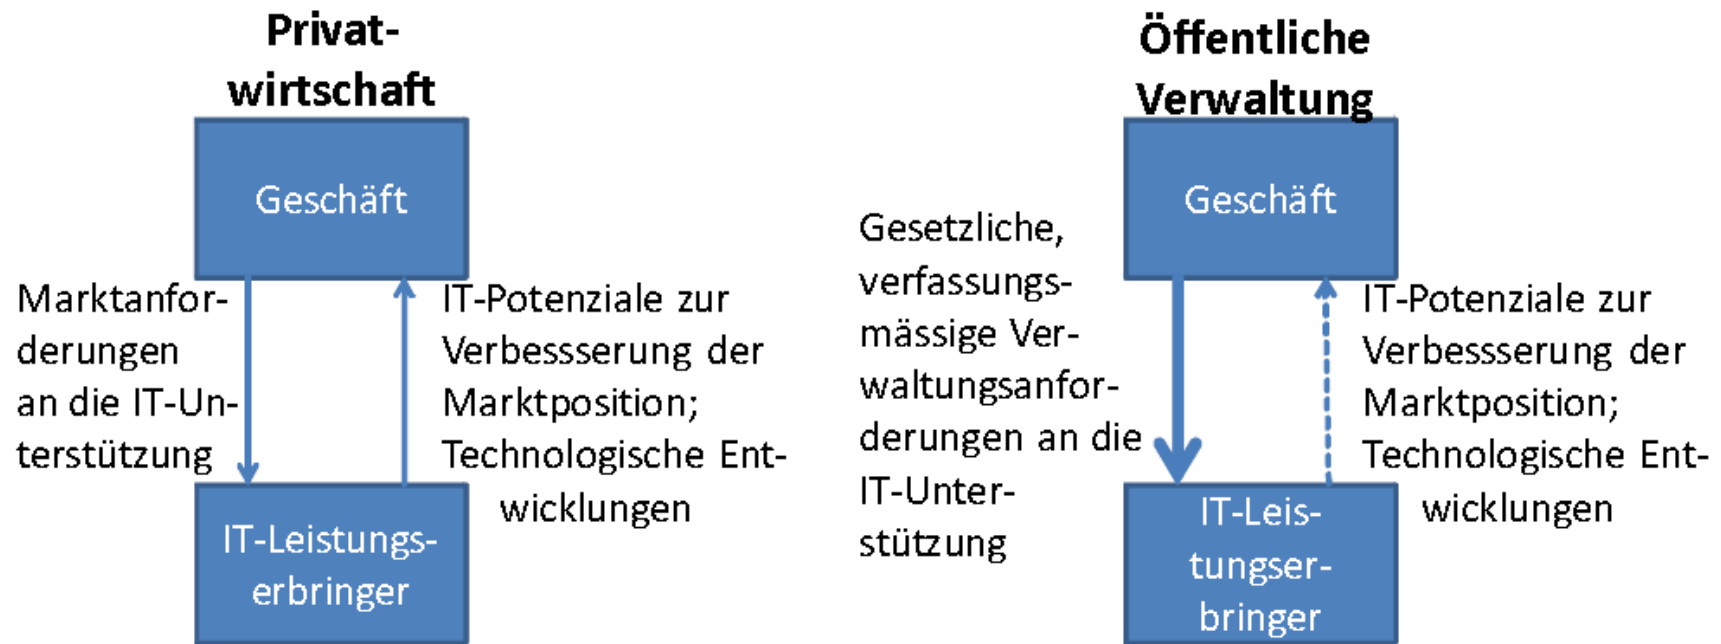 Privat-
wirtschaft
Geschäft
Marktanfor-
derungen
an die IT-Un-
terstützung
IT-Potenziale zur
Verbessserung der
Marktposition;
Technologische Ent-
wicklungen
IT-Leistungs-
erbringer
Öffentliche
Verwaltung
Geschäft
Gesetzliche,
verfassungs-
mässige Ver-
waltungsanfor-
derungen an die
IT-Unter-
stützung
IT-Potenziale zur
Verbessserung der
Marktposition;
Technologische Ent-
wicklungen
IT-Leis-
tungser-
bringer